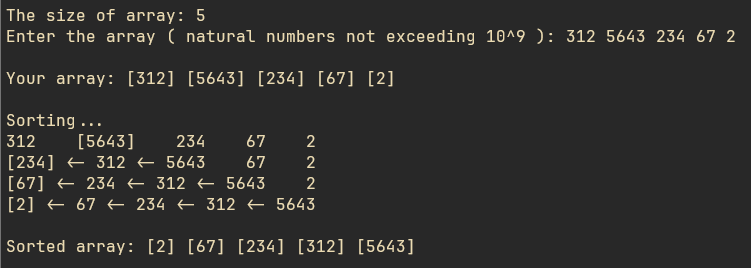 The size of array: 5
Enter the array ( natural numbers not exceeding 10^9 ): 312 5643 234 67 2
Your array: [312] [5643] [234] [67] [2]
Sorting...
312    [5643]    234    67    2
[234] <- 312 <- 5643    67    2
[67] <- 234 <- 312 <- 5643    2
[2] <- 67 <- 234 <- 312 <- 5643
Sorted array: [2] [67] [234] [312] [5643]